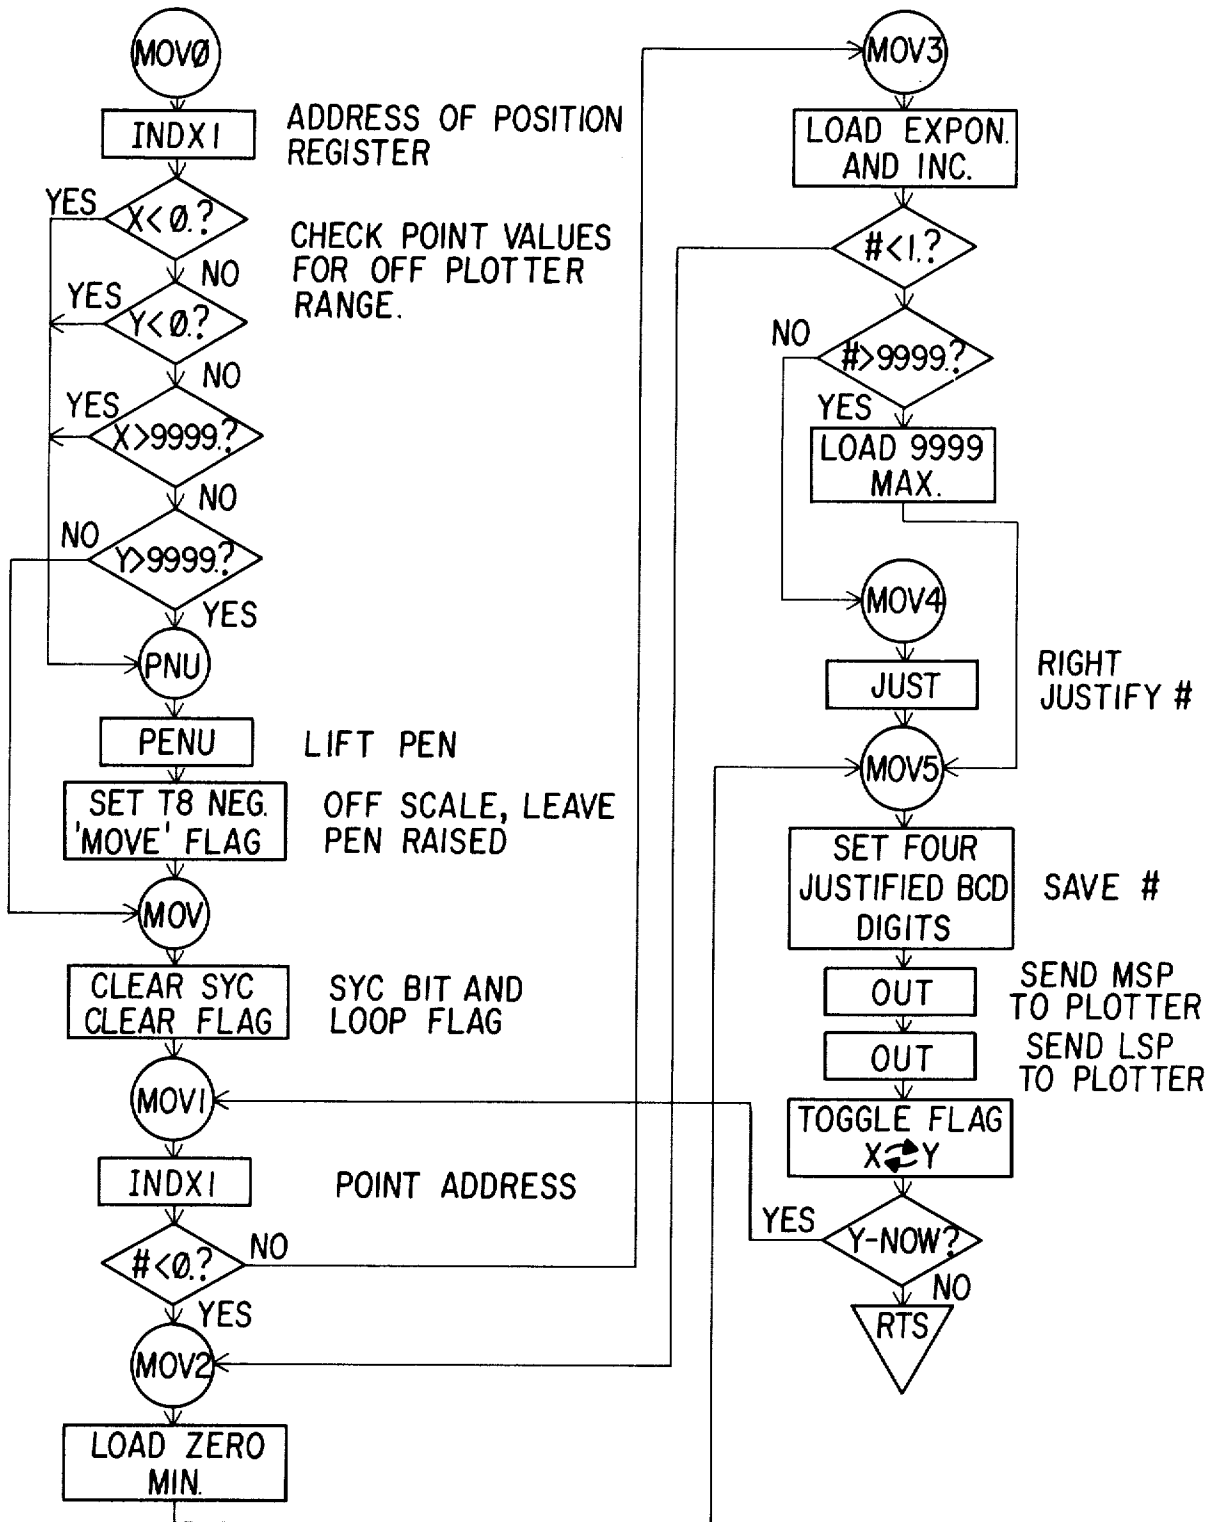 MOVØ
INDX1
ADDRESS OF POSITION
REGISTER
YES
X<Ø.?
CHECK POINT VALUES
FOR OFF PLOTTER
RANGE.
NO
YES
Y<Ø.?
NO
YES
X>9999.?
NO
NO
Y>9999.?
YES
PNU
PENU
LIFT PEN
SET T8 NEG.
'MOVE' FLAG
OFF SCALE, LEAVE
PEN RAISED
MOV
CLEAR SYC
CLEAR FLAG
SYC BIT AND
LOOP FLAG
MOV1
INDX1
POINT ADDRESS
#<Ø.?
NO
YES
MOV2
LOAD ZERO
MIN.
MOV3
LOAD EXPON.
AND INC.
#<1.?
NO
#>9999.?
YES
LOAD 9999
MAX.
MOV4
JUST
RIGHT
JUSTIFY #
MOV5
SET FOUR
JUSTIFIED BCD
DIGITS
SAVE #
OUT
SEND MSP
TO PLOTTER
OUT
SEND LSP
TO PLOTTER
TOGGLE FLAG
X⇄Y
YES
Y-NOW?
NO
RTS